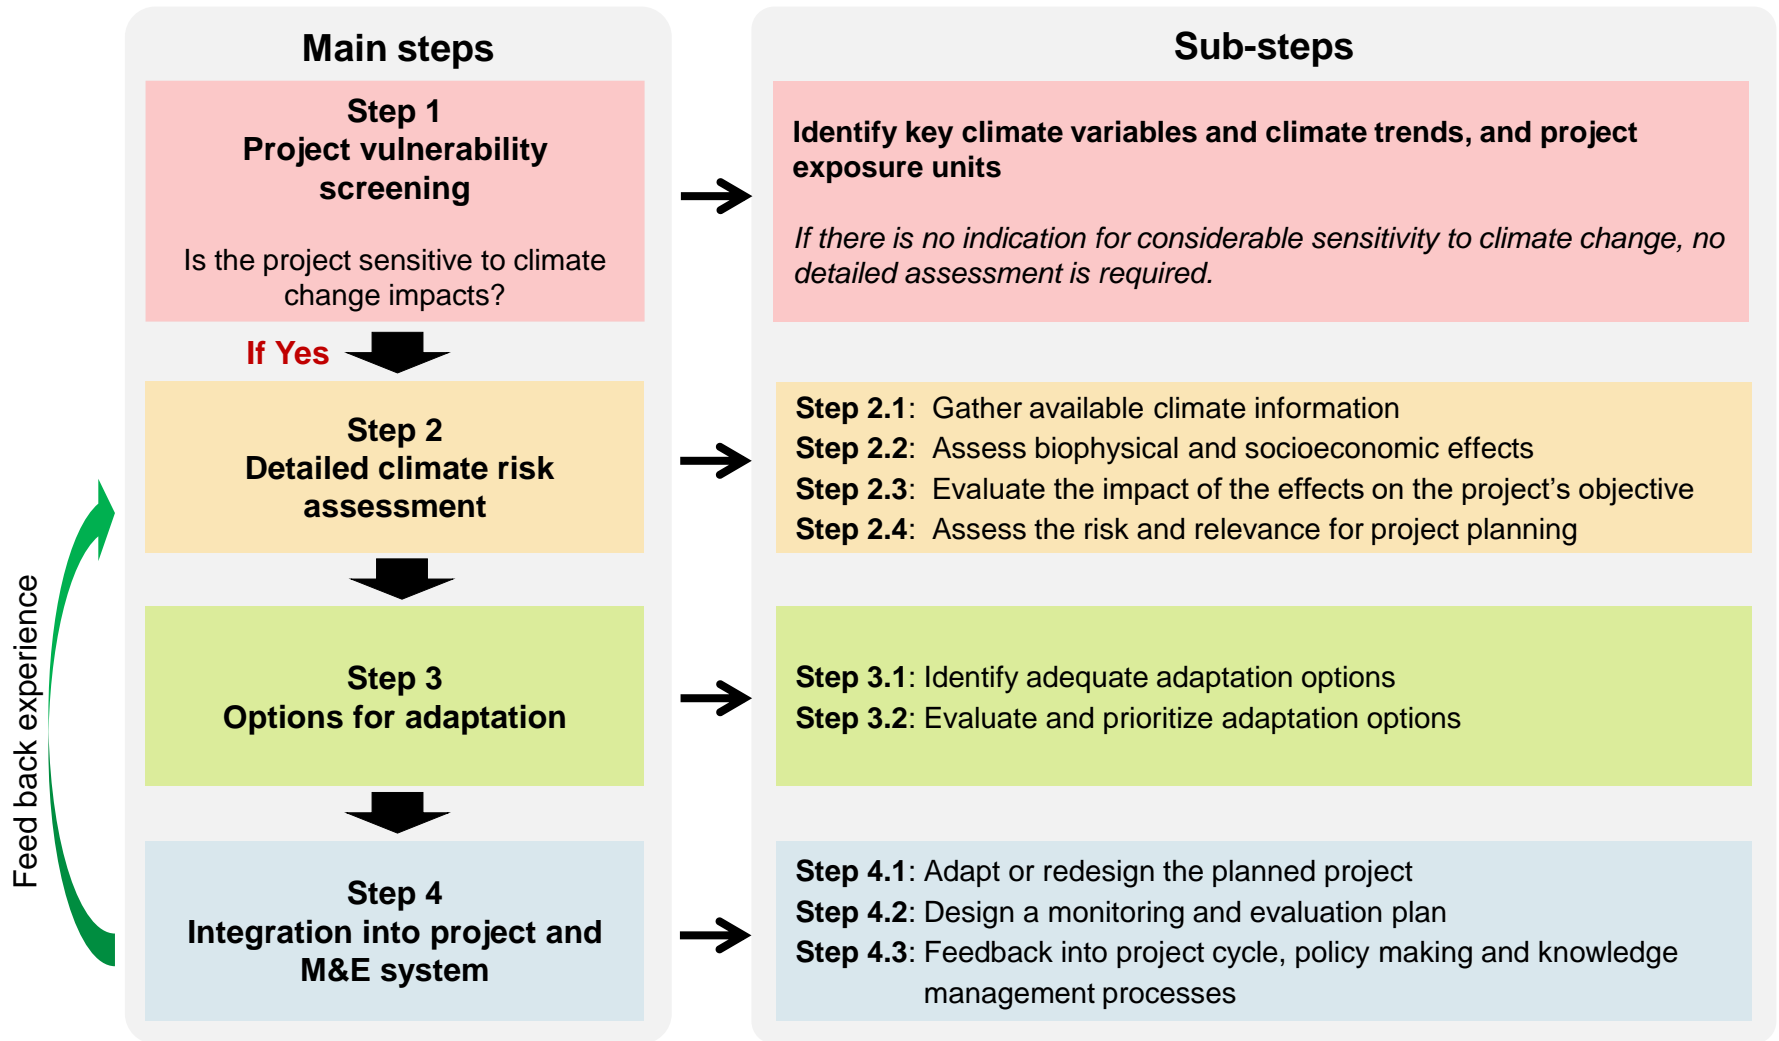 Main steps
Step 1
Project vulnerability
screening
Is the project sensitive to climate
change impacts?
If Yes
Step 2
Detailed climate risk
assessment
Step 3
Options for adaptation
Step 4
Integration into project and
M&E system
Feed back experience
Sub-steps
Identify key climate variables and climate trends, and project
exposure units
If there is no indication for considerable sensitivity to climate change, no
detailed assessment is required.
Step 2.1: Gather available climate information
Step 2.2: Assess biophysical and socioeconomic effects
Step 2.3: Evaluate the impact of the effects on the project’s objective
Step 2.4: Assess the risk and relevance for project planning
Step 3.1: Identify adequate adaptation options
Step 3.2: Evaluate and prioritize adaptation options
Step 4.1: Adapt or redesign the planned project
Step 4.2: Design a monitoring and evaluation plan
Step 4.3: Feedback into project cycle, policy making and knowledge
management processes